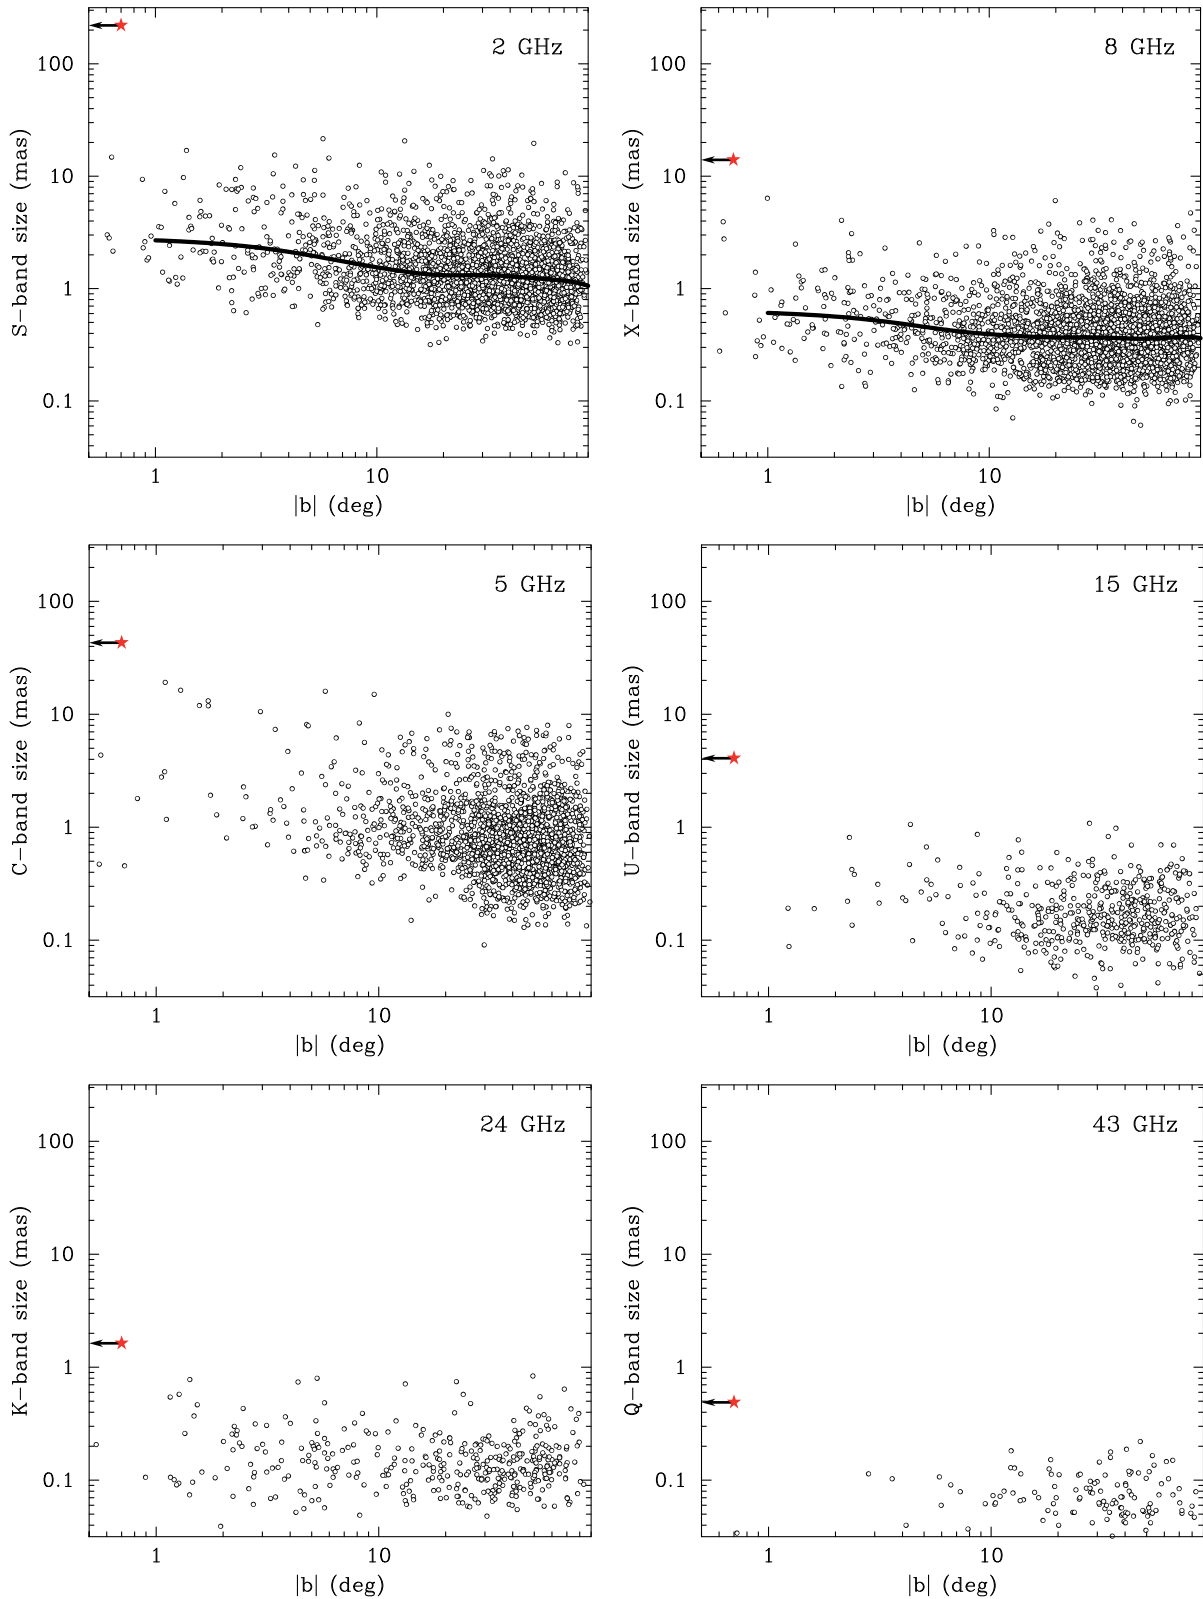 2 GHz
100
10
1
0.1
S-band size (mas)
1 10
|b| (deg)
8 GHz
100
10
1
0.1
X-band size (mas)
1 10
|b| (deg)
5 GHz
100
10
1
0.1
C-band size (mas)
1 10
|b| (deg)
15 GHz
100
10
1
0.1
U-band size (mas)
1 10
|b| (deg)
24 GHz
100
10
1
0.1
K-band size (mas)
1 10
|b| (deg)
43 GHz
100
10
1
0.1
Q-band size (mas)
1 10
|b| (deg)